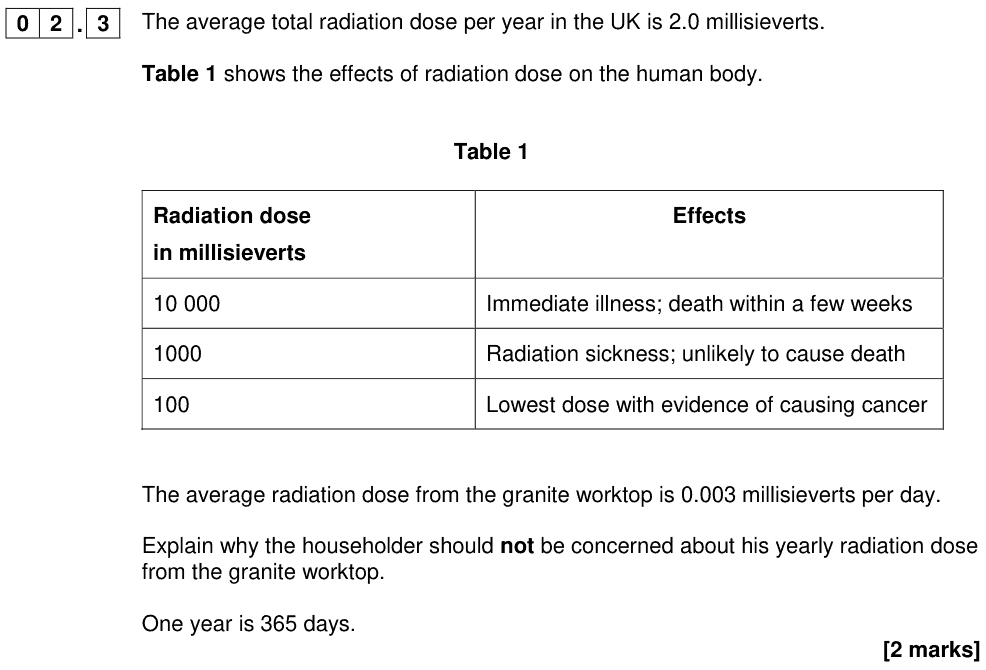 02.3 The average total radiation dose per year in the UK is 2.0 millisieverts.
Table 1 shows the effects of radiation dose on the human body.
Table 1
Radiation dose in millisieverts Effects
10 000 Immediate illness; death within a few weeks
1000 Radiation sickness; unlikely to cause death
100 Lowest dose with evidence of causing cancer
The average radiation dose from the granite worktop is 0.003 millisieverts per day.
Explain why the householder should not be concerned about his yearly radiation dose
from the granite worktop.
One year is 365 days.
[2 marks]